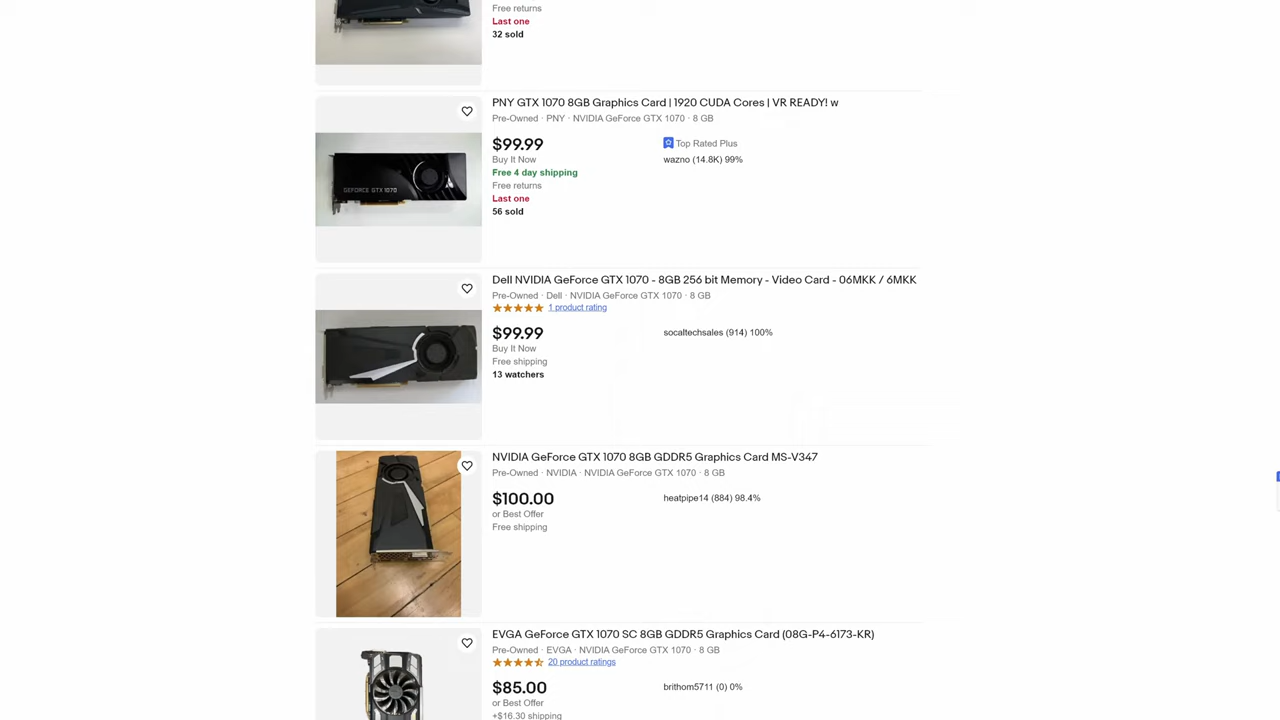 Free returns
Last one
32 sold
PNY GTX 1070 8GB Graphics Card | 1920 CUDA Cores | VR READY! w
Pre-Owned · PNY · NVIDIA GeForce GTX 1070 · 8 GB
$99.99
Top Rated Plus
Buy It Now
wazno (14.8K) 99%
Free 4 day shipping
Free returns
Last one
56 sold
GEFORCE GTX 1070
Dell NVIDIA GeForce GTX 1070 - 8GB 256 bit Memory - Video Card - 06MKK / 6MKK
Pre-Owned · Dell · NVIDIA GeForce GTX 1070 · 8 GB
1 product rating
$99.99
socaltechsales (914) 100%
Buy It Now
Free shipping
13 watchers
NVIDIA GeForce GTX 1070 8GB GDDR5 Graphics Card MS-V347
Pre-Owned · NVIDIA · NVIDIA GeForce GTX 1070 · 8 GB
$100.00
heatpipe14 (884) 98.4%
or Best Offer
Free shipping
EVGA GeForce GTX 1070 SC 8GB GDDR5 Graphics Card (08G-P4-6173-KR)
Pre-Owned · EVGA · NVIDIA GeForce GTX 1070 · 8 GB
20 product ratings
$85.00
brithom5711 (0) 0%
or Best Offer
+$16.30 shipping